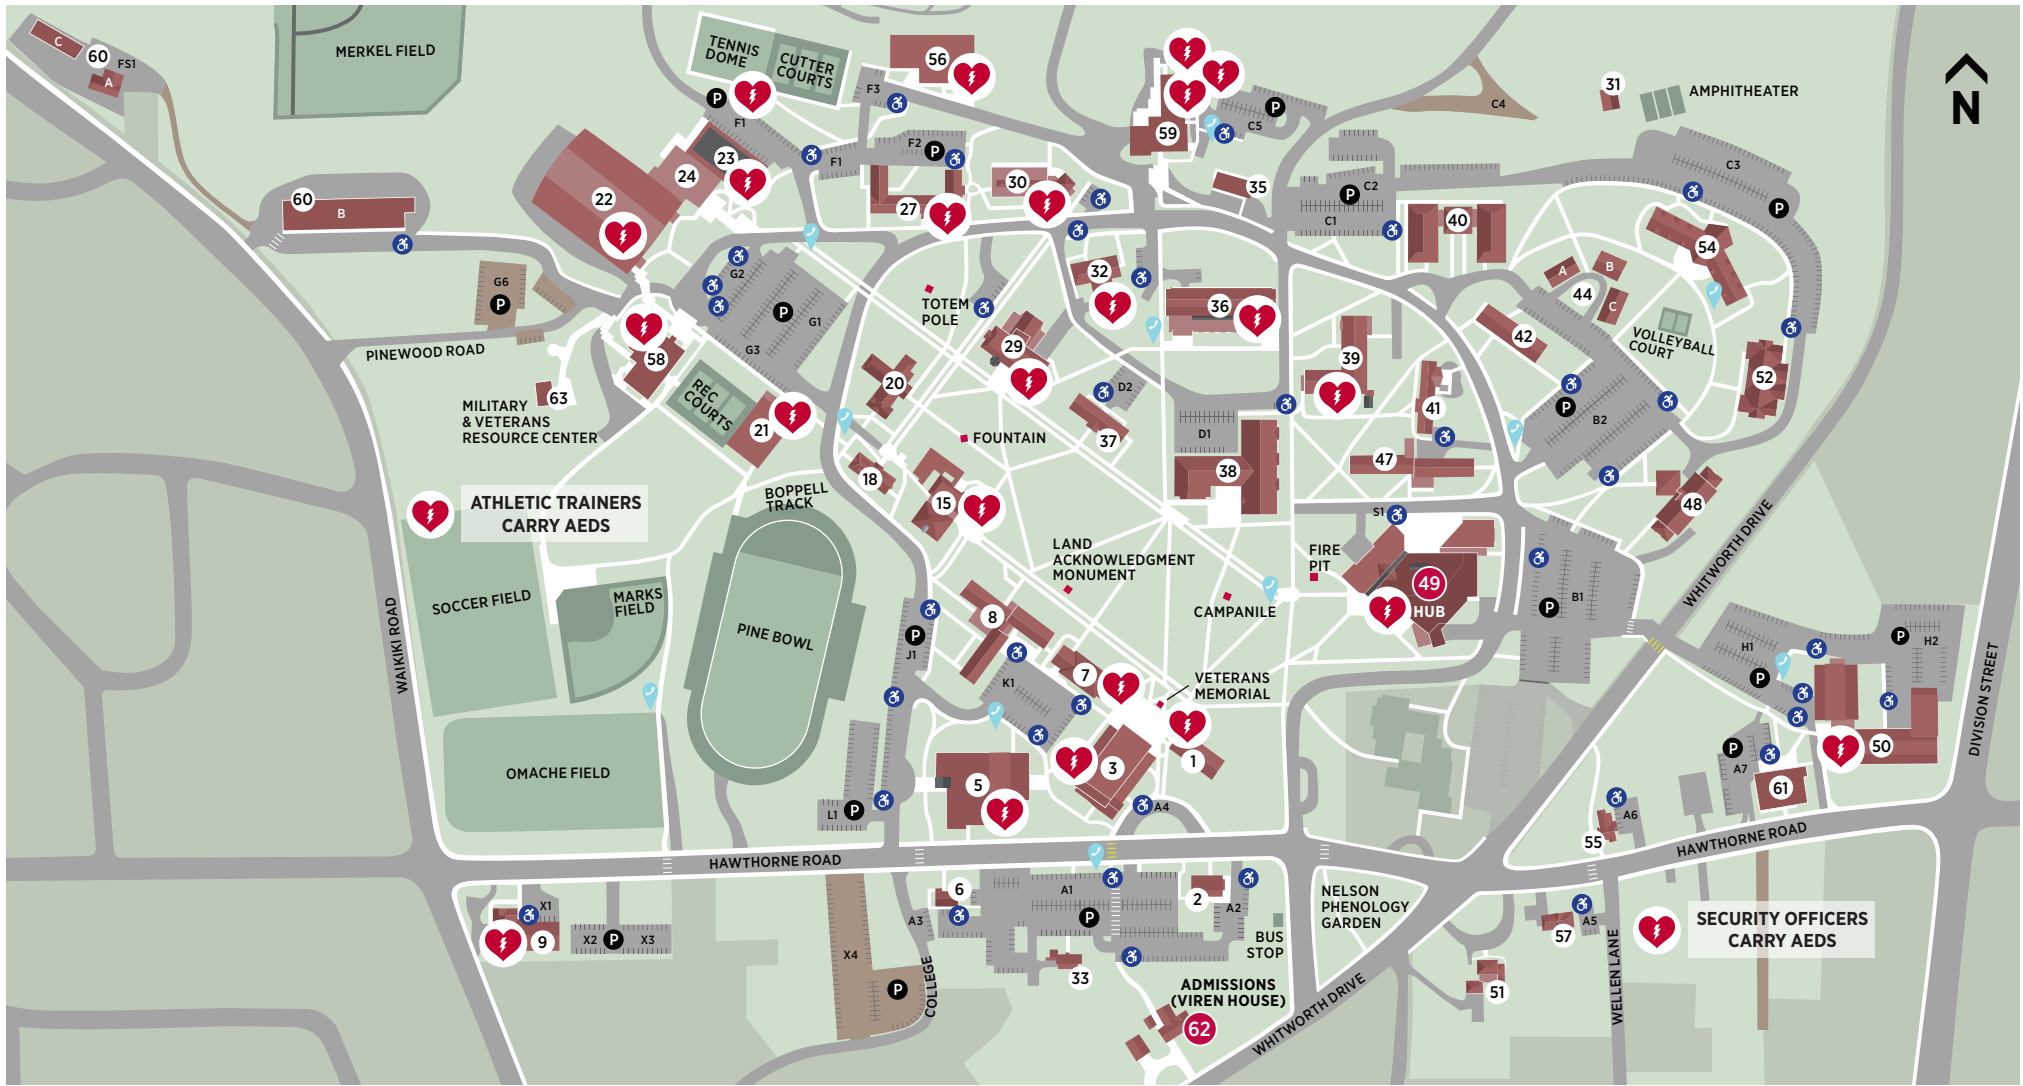 C
60
FS1
A
MERKEL FIELD
TENNIS
DOME
CUTTER
COURTS
56
F3
P
F1
F2
P
F1
59
C5
P
C4
31
AMPHITHEATER
N
60
B
22
24
23
27
30
35
C2
P
C1
40
C3
P
54
G6
P
G2
P
G1
G3
TOTEM
POLE
32
36
A
B
C
44
42
VOLLEYBALL
COURT
PINEWOOD ROAD
58
REC
COURTS
63
MILITARY
& VETERANS
RESOURCE CENTER
21
20
29
D2
37
FOUNTAIN
39
41
P
B2
52
D1
38
47
18
15
BOPPELL
TRACK
48
ATHLETIC TRAINERS
CARRY AEDS
S1
LAND
ACKNOWLEDGMENT
MONUMENT
FIRE
PIT
49
HUB
CAMPANILE
B1
P
WHITWORTH DRIVE
WAIKIKI ROAD
SOCCER FIELD
MARKS
FIELD
PINE BOWL
8
P
J1
7
K1
VETERANS
MEMORIAL
H1
P
P
H2
DIVISION STREET
OMACHE FIELD
5
3
1
A4
L1
P
P
A7
50
61
A6
55
HAWTHORNE ROAD
HAWTHORNE ROAD
6
A1
P
2
A2
A3
X1
9
X2
P
X3
X4
P
COLLEGE
33
BUS
STOP
NELSON
PHENOLOGY
GARDEN
57
A5
WELLEN LANE
SECURITY OFFICERS
CARRY AEDS
51
ADMISSIONS
(VIREN HOUSE)
62
WHITWORTH DRIVE